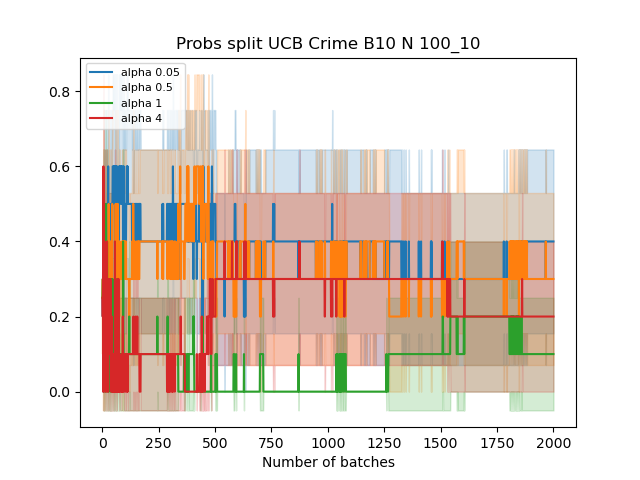 Probs split UCB Crime B10 N 100_10
alpha 0.05
alpha 0.5
alpha 1
alpha 4
0.8
0.6
0.4
0.2
0.0
0 250 500 750 1000 1250 1500 1750 2000
Number of batches